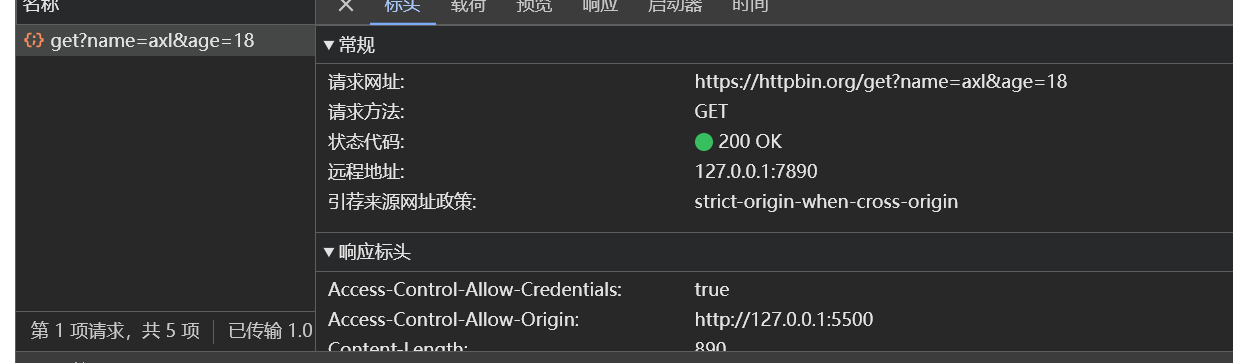 名称
标头 载荷 预览 响应 启动器 时间
get?name=axl&age=18
常规
请求网址: https://httpbin.org/get?name=axl&age=18
请求方法: GET
状态代码: 200 OK
远程地址: 127.0.0.1:7890
引荐来源网址政策: strict-origin-when-cross-origin
响应标头
Access-Control-Allow-Credentials: true
Access-Control-Allow-Origin: http://127.0.0.1:5500
Content-Length: 890
第 1 项请求，共 5 项 已传输 1.0